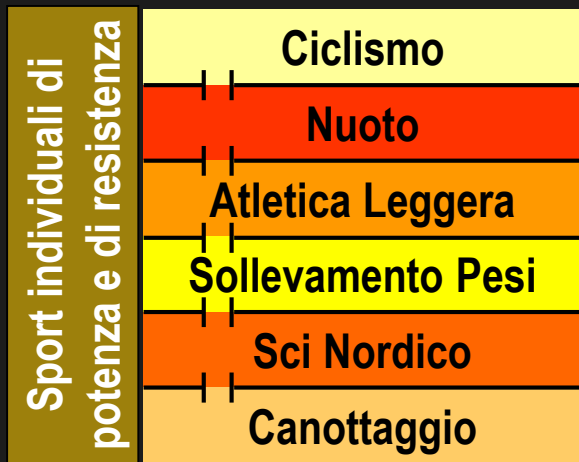 Sport individuali di
potenza e di resistenza
Ciclismo
Nuoto
Atletica Leggera
Sollevamento Pesi
Sci Nordico
Canottaggio